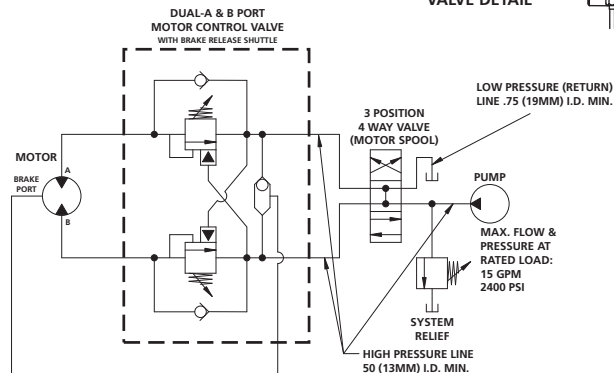 VALVE DETAIL
DUAL-A & B PORT
MOTOR CONTROL VALVE
WITH BRAKE RELEASE SHUTTLE
LOW PRESSURE (RETURN)
LINE .75 (19MM) I.D. MIN.
3 POSITION
4 WAY VALVE
(MOTOR SPOOL)
MOTOR
A
BRAKE
PORT
B
PUMP
MAX. FLOW &
PRESSURE AT
RATED LOAD:
15 GPM
2400 PSI
SYSTEM
RELIEF
HIGH PRESSURE LINE
50 (13MM) I.D. MIN.